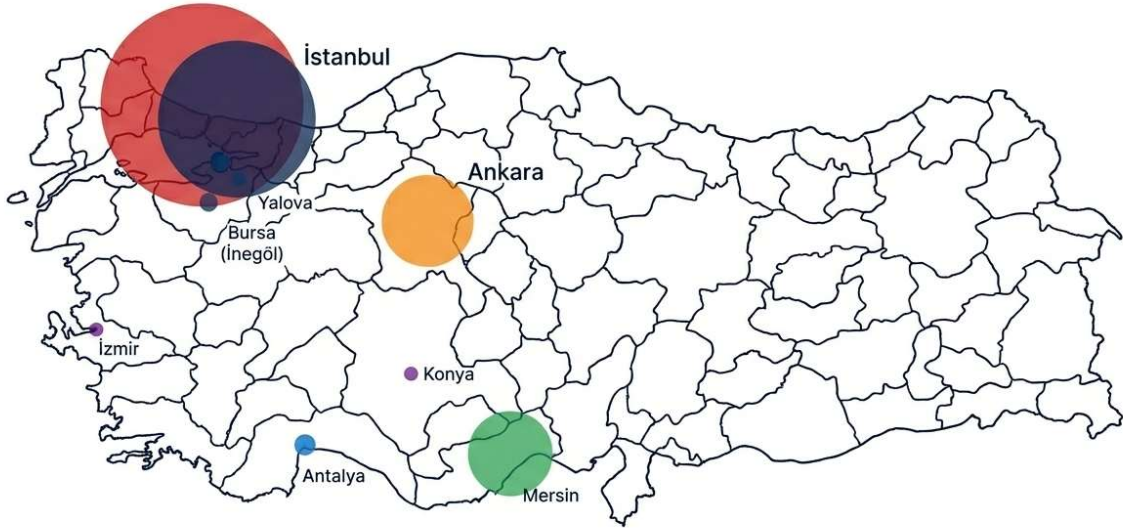 İstanbul
Ankara
Yalova
Bursa
(İnegöl)
İzmir
Konya
Antalya
Mersin